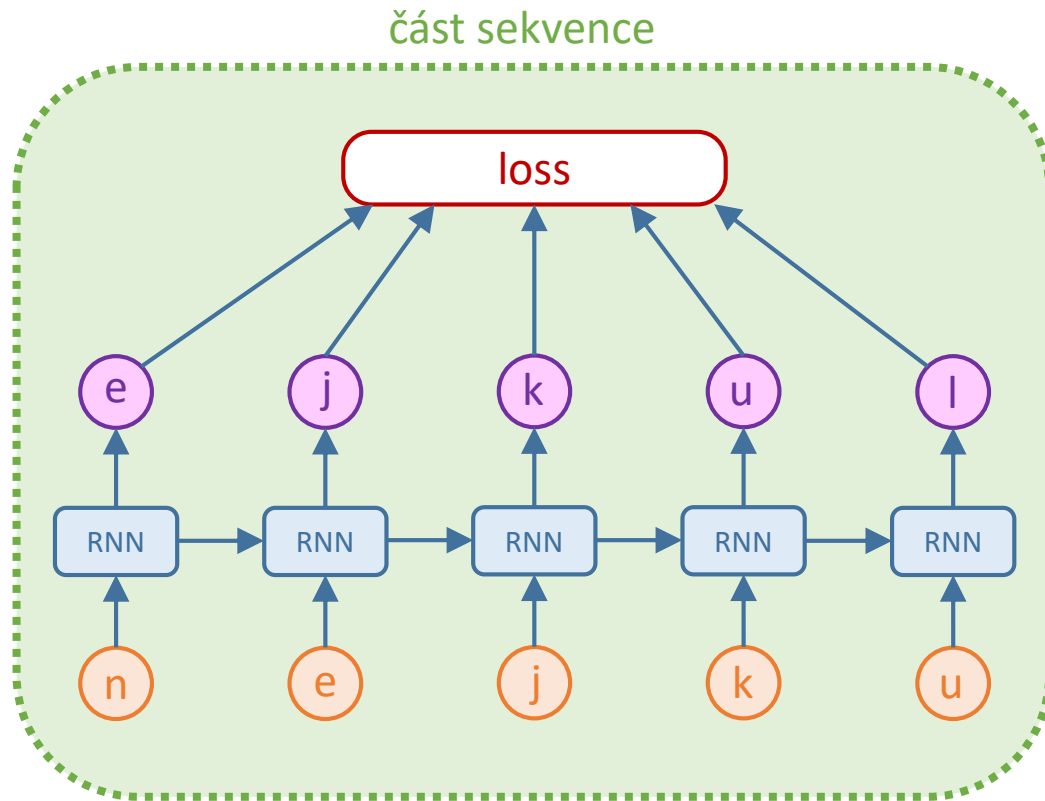 část sekvence
loss
e j k u l
RNN RNN RNN RNN RNN
n e j k u